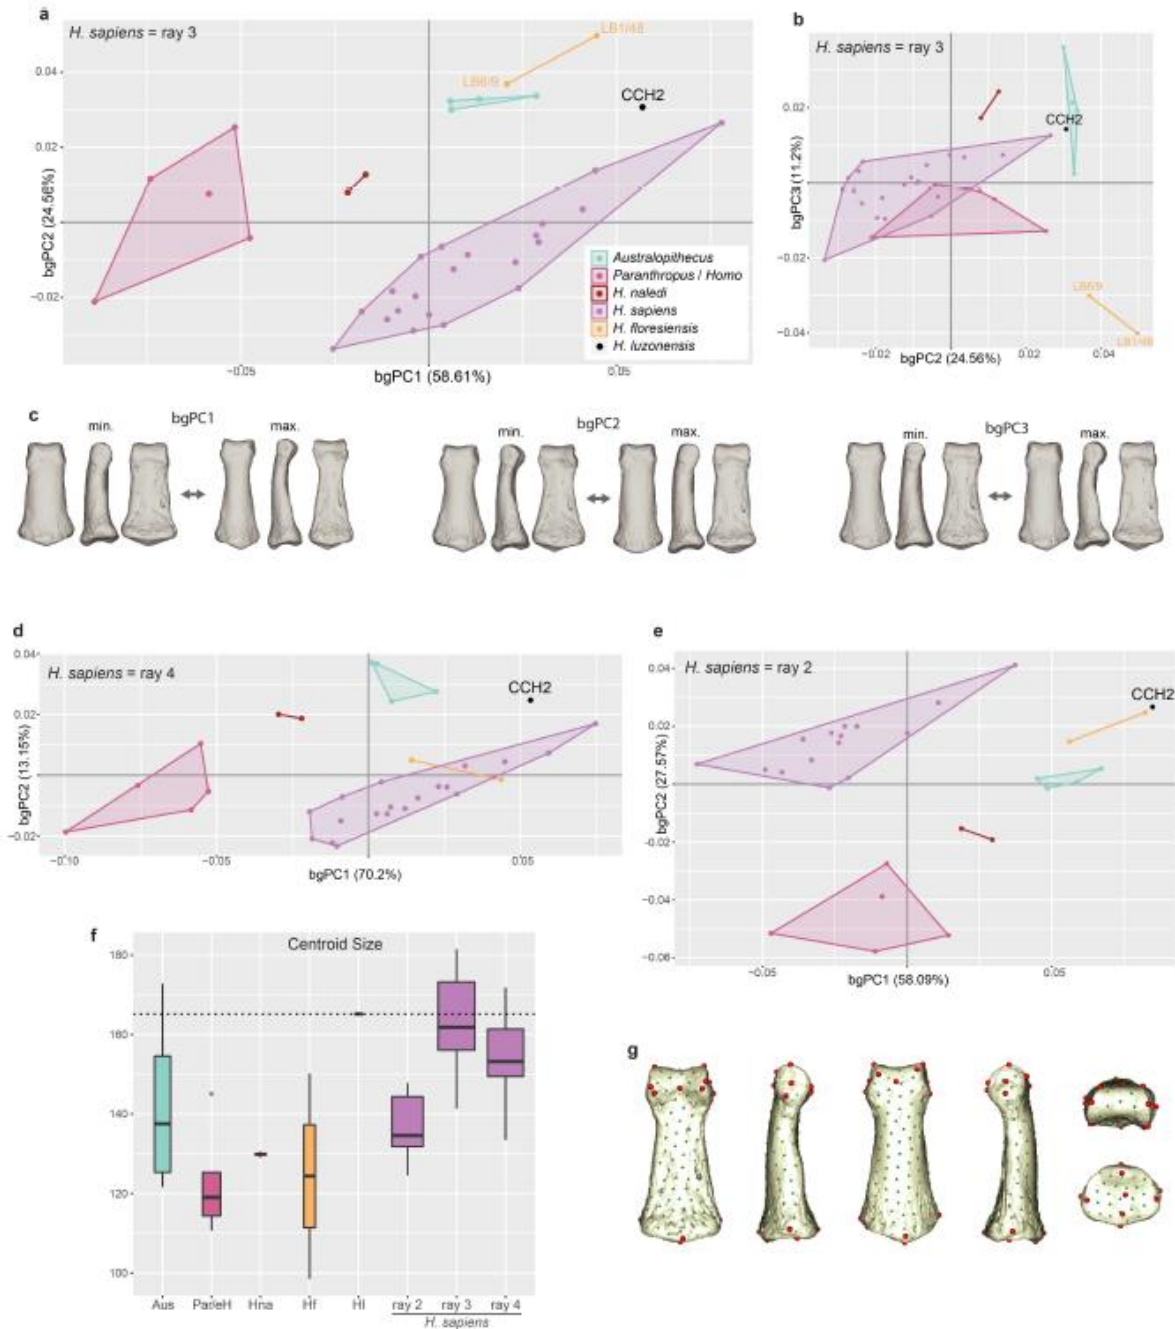 a
H. sapiens = ray 3
LB1/48
LB6/9
CCH2
0.04
0.02
−0.02
bgPC2 (24.56%)
−0.05
0.05
bgPC1 (58.61%)
Australopithecus
Paranthropus / Homo
H. naledi
H. sapiens
H. floresiensis
H. luzonensis
b
H. sapiens = ray 3
CCH2
0.02
−0.02
−0.04
bgPC3 (11.2%)
LB6/9
LB1/48
−0.02
0.02
0.04
bgPC2 (24.56%)
c
bgPC1
min.
max.
bgPC2
min.
max.
bgPC3
min.
max.
d
H. sapiens = ray 4
CCH2
0.04
0.02
0.00
−0.02
bgPC2 (13.15%)
−0.10
−0.05
0.05
bgPC1 (70.2%)
e
H. sapiens = ray 2
CCH2
0.04
0.02
−0.02
−0.04
−0.06
bgPC2 (27.57%)
−0.05
0.05
bgPC1 (58.09%)
f
Centroid Size
180
160
140
120
100
Aus
Par/eH
Hna
Hf
Hl
ray 2
ray 3
ray 4
H. sapiens
g